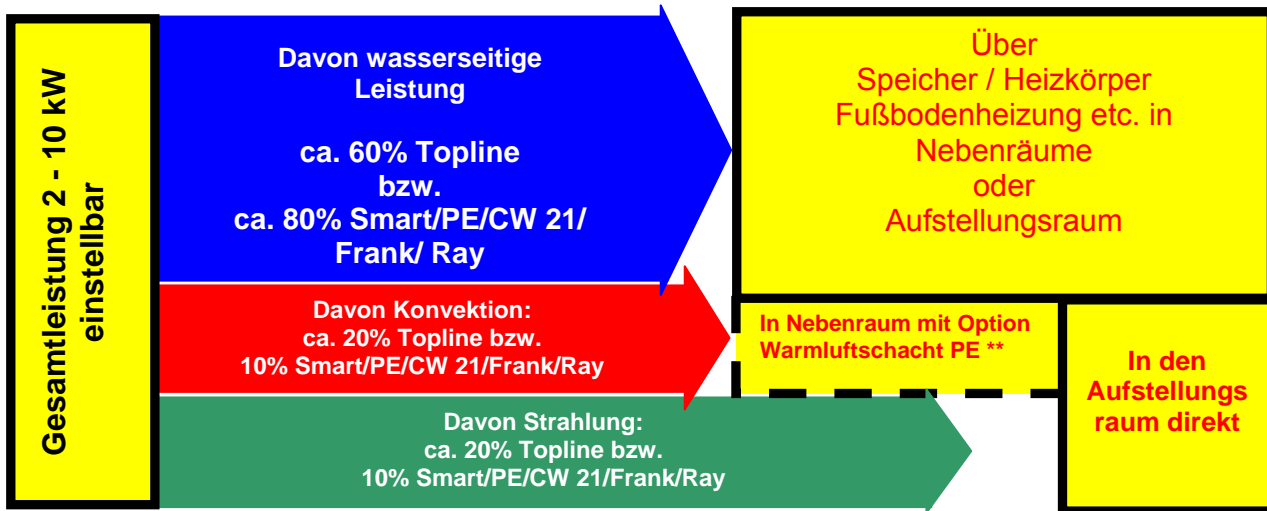 Gesamtleistung 2 - 10 kW
einstellbar
Davon wasserseitige
Leistung
ca. 60% Topline
bzw.
ca. 80% Smart/PE/CW 21/
Frank/ Ray
Über
Speicher / Heizkörper
Fußbodenheizung etc. in
Nebenräume
oder
Aufstellungsraum
Davon Konvektion:
ca. 20% Topline bzw.
10% Smart/PE/CW 21/Frank/Ray
In Nebenraum mit Option
Warmluftschacht PE **
In den
Aufstellungs
raum direkt
Davon Strahlung:
ca. 20% Topline bzw.
10% Smart/PE/CW 21/Frank/Ray